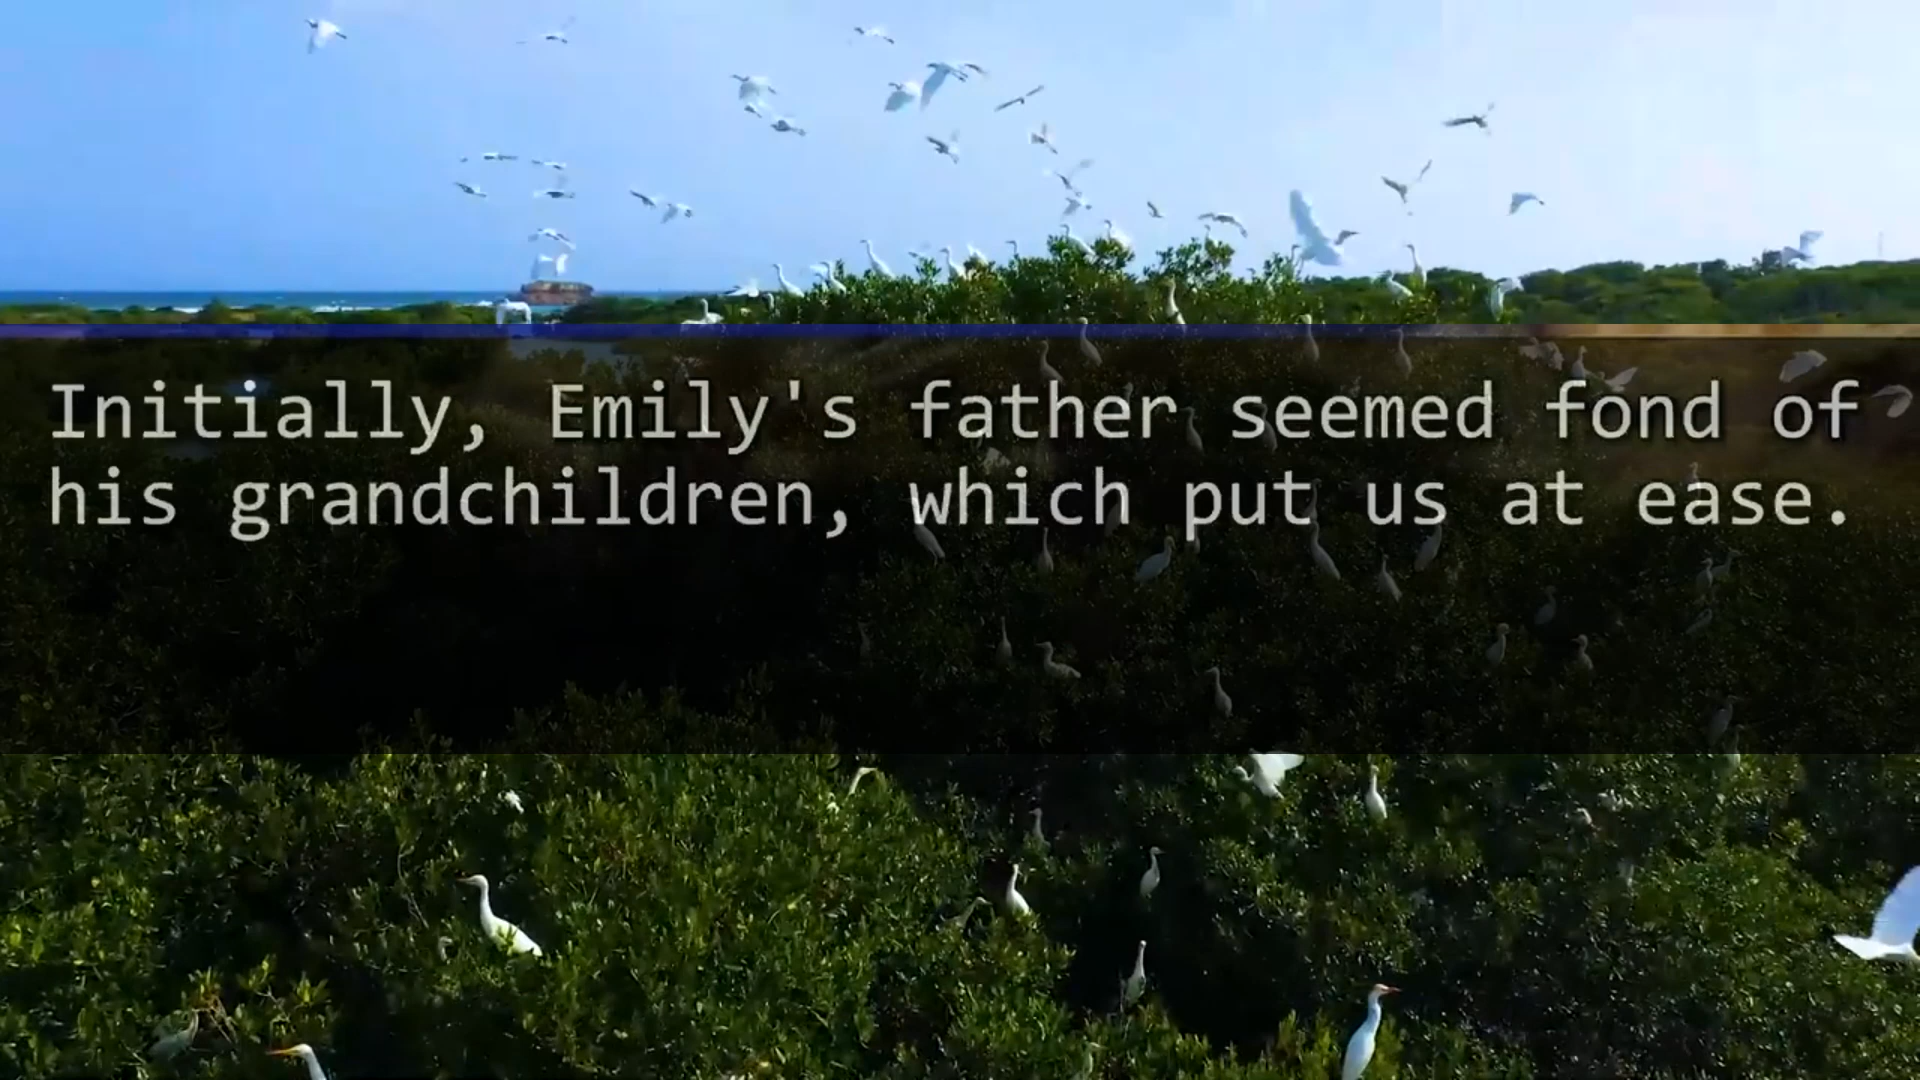 Initially, Emily's father seemed fond of
his grandchildren, which put us at ease.